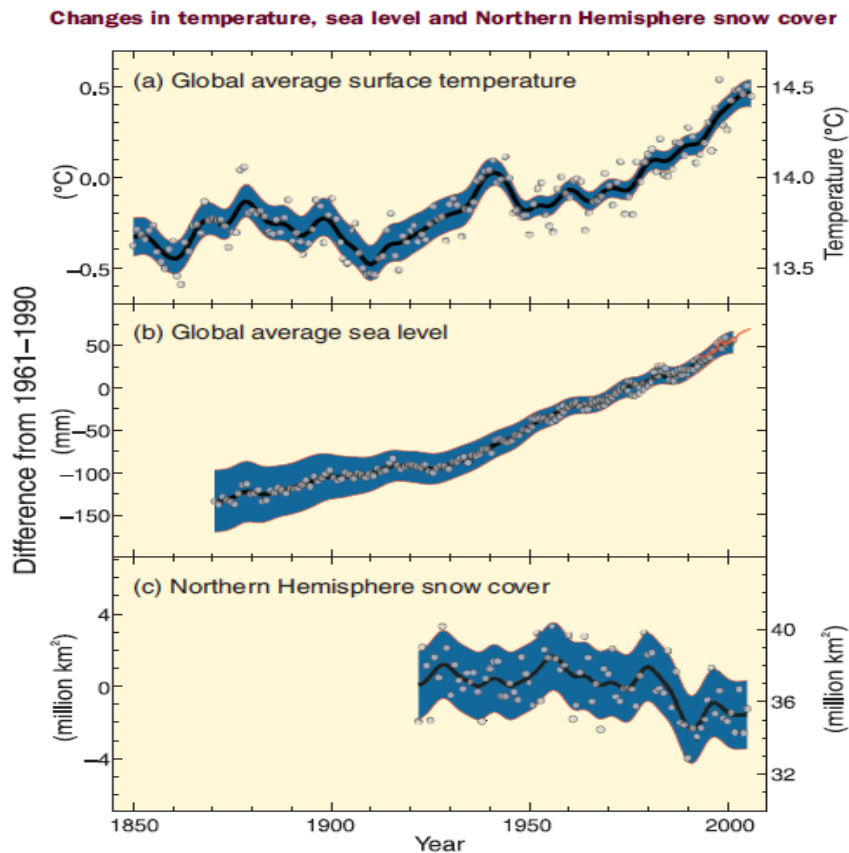 Changes in temperature, sea level and Northern Hemisphere snow cover
(a) Global average surface temperature
0.5
0.0
−0.5
(°C)
14.5
14.0
13.5
Temperature (°C)
Difference from 1961–1990
(b) Global average sea level
50
0
−50
−100
−150
(mm)
(c) Northern Hemisphere snow cover
4
0
−4
(million km²)
40
36
32
(million km²)
1850 1900 1950 2000
Year